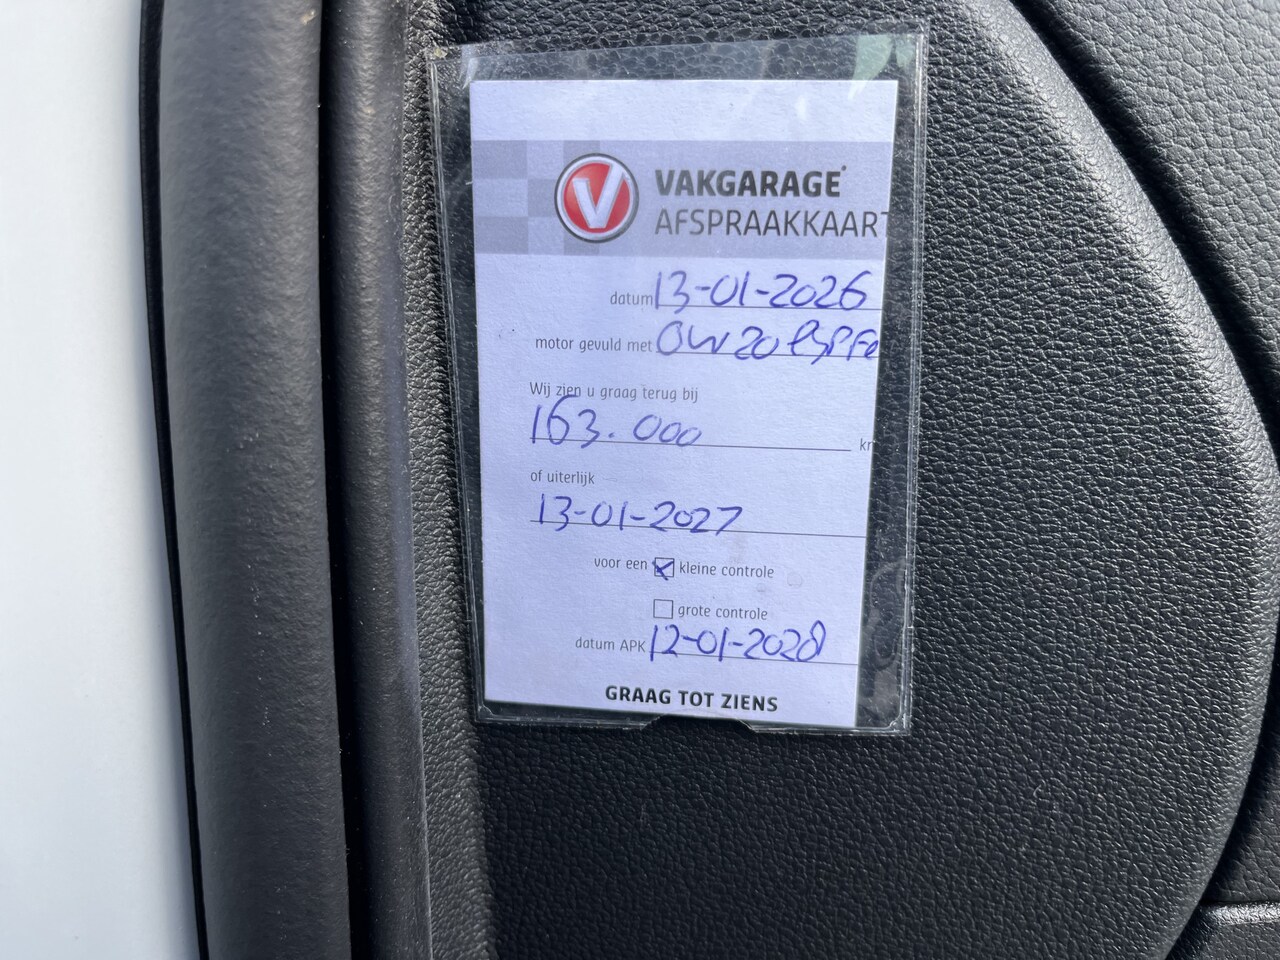 V VAKGARAGE
AFSPRAAKKAART
datum 13-01-2026
motor gevuld met 0W20
Wij zien u graag terug bij
163.000
of uiterlijk
13-01-2027
voor een kleine controle
grote controle
datum APK 12-01-2028
GRAAG TOT ZIENS